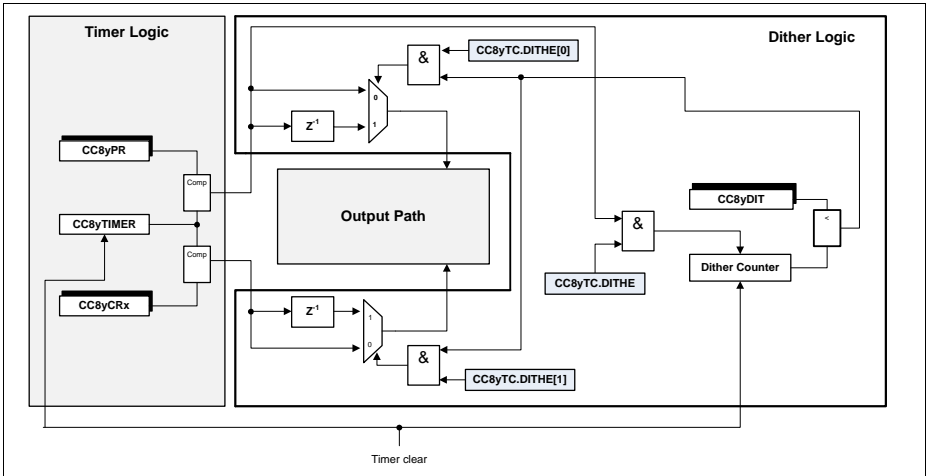 Timer Logic
Dither Logic
CC8yTC.DITHE[0]
&
0
1
Z-1
CC8yPR
Comp
CC8yTIMER
Comp
CC8yCRx
Output Path
CC8yDIT
<
&
Dither Counter
CC8yTC.DITHE
Z-1
1
0
&
CC8yTC.DITHE[1]
Timer clear